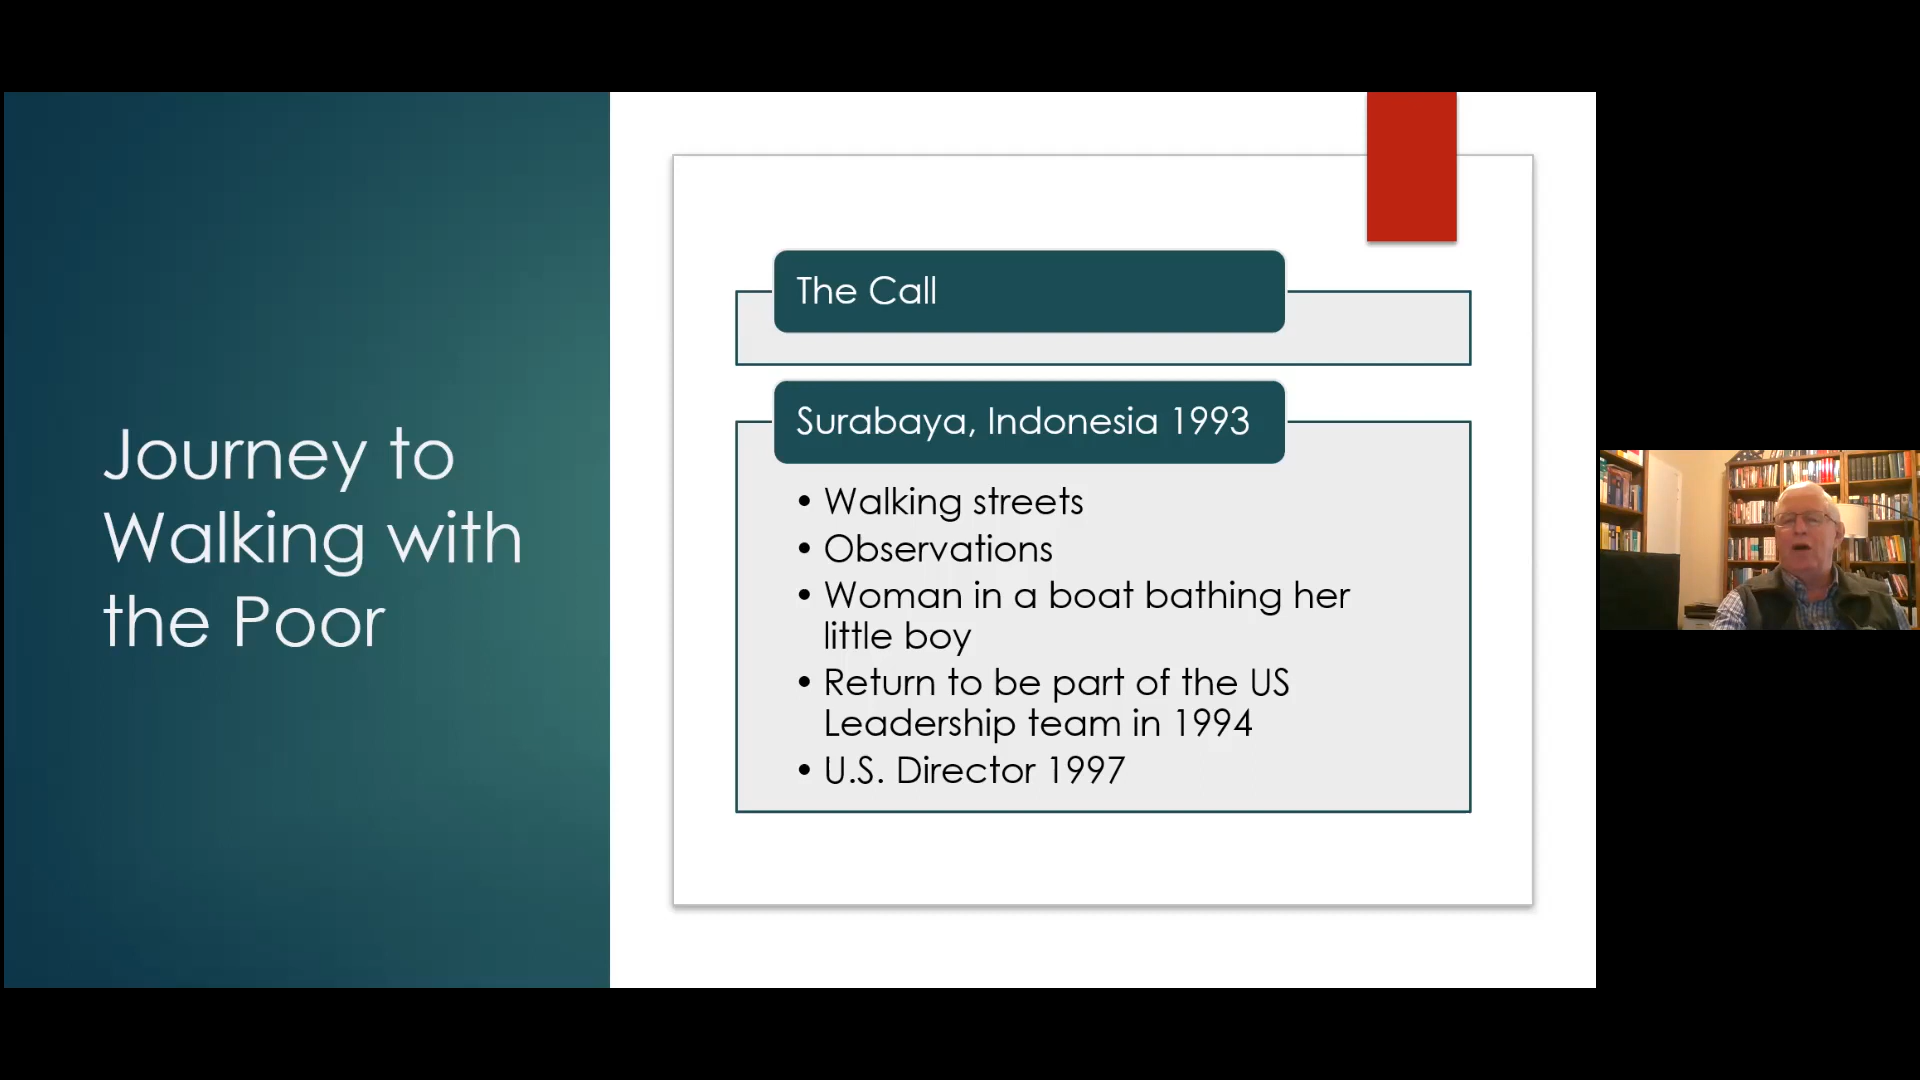 Journey to
Walking with
the Poor
The Call
Surabaya, Indonesia 1993
• Walking streets
• Observations
• Woman in a boat bathing her
little boy
• Return to be part of the US
Leadership team in 1994
• U.S. Director 1997